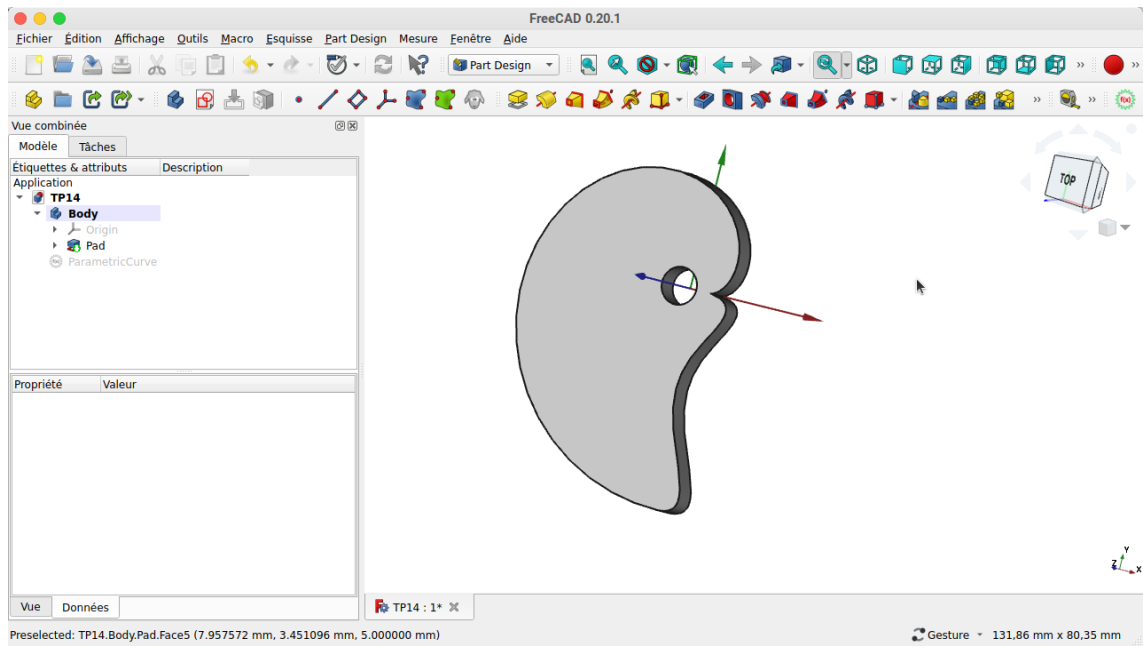 FreeCAD 0.20.1
Fichier Édition Affichage Outils Macro Esquisse Part Design Mesure Fenêtre Aide
Part Design
f(x)
Vue combinée
Modèle Tâches
Étiquettes & attributs Description
Application
TP14
Body
Origin
Pad
ParametricCurve
TOP
Propriété Valeur
Y
Z
X
Vue Données
TP14 : 1*
Preselected: TP14.Body.Pad.Face5 (7.957572 mm, 3.451096 mm, 5.000000 mm)
Gesture
131,86 mm x 80,35 mm